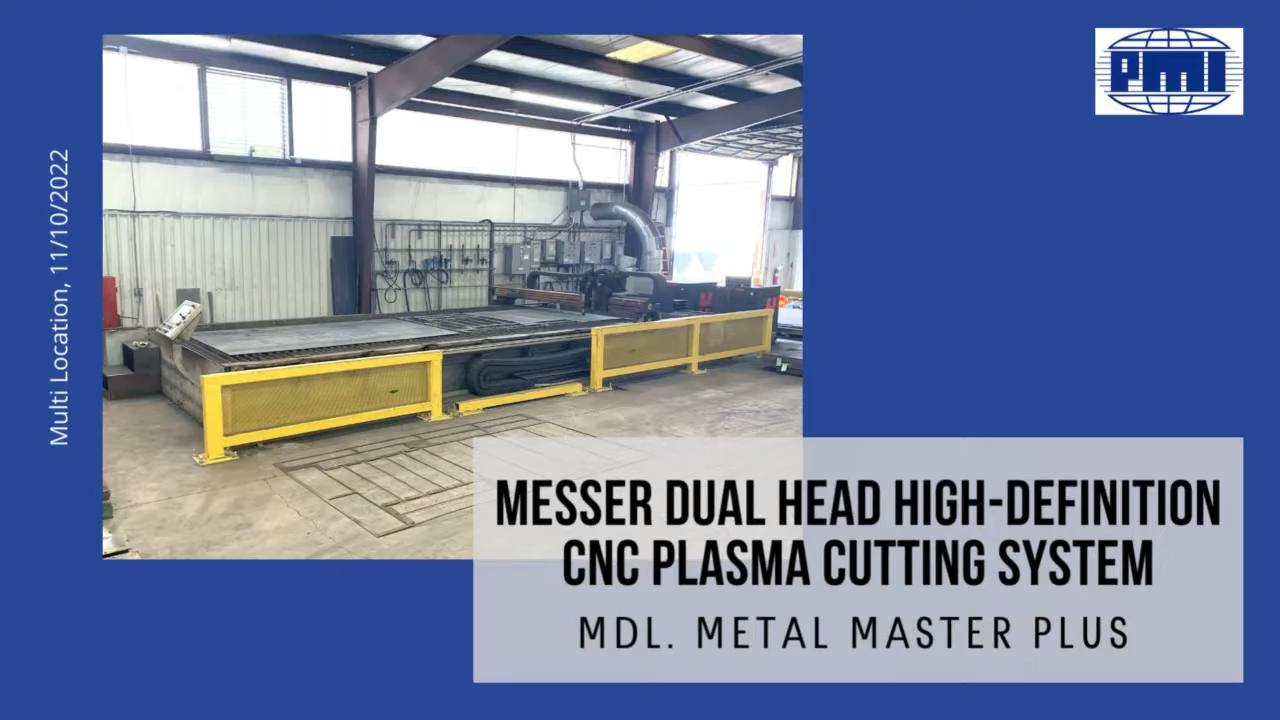 PMI
Multi Location, 11/10/2022
MESSER DUAL HEAD HIGH-DEFINITION
CNC PLASMA CUTTING SYSTEM
MDL. METAL MASTER PLUS